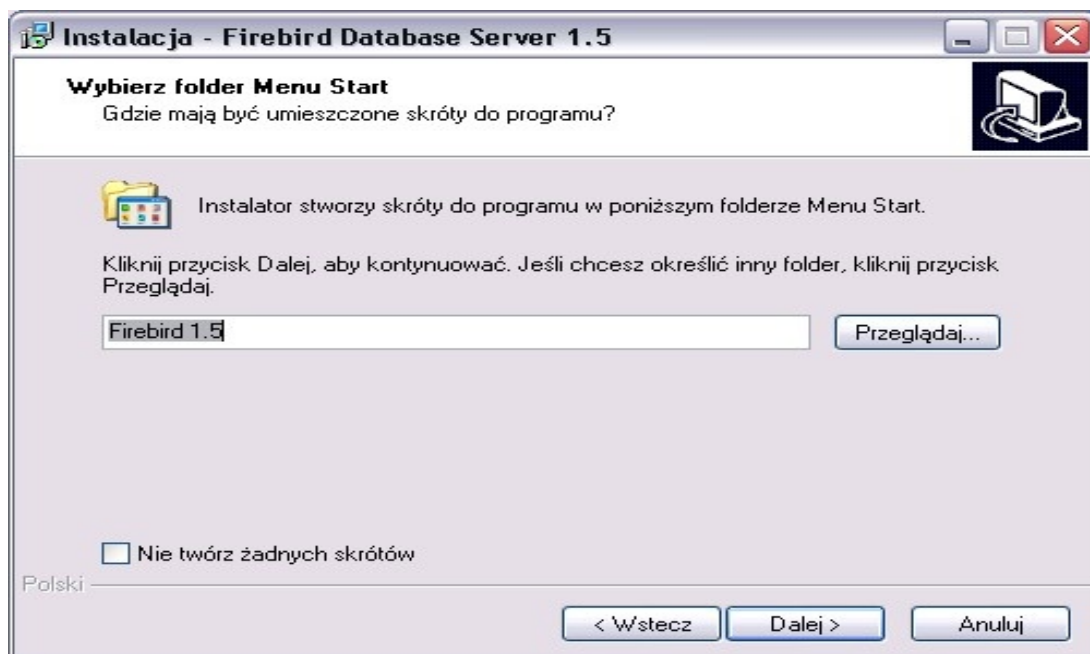 Instalacja - Firebird Database Server 1.5
Wybierz folder Menu Start
Gdzie mają być umieszczone skróty do programu?
Instalator stworzy skróty do programu w poniższym folderze Menu Start.
Kliknij przycisk Dalej, aby kontynuować. Jeśli chcesz określić inny folder, kliknij przycisk
Przeglądaj.
Firebird 1.5
Przeglądaj...
Nie twórz żadnych skrótów
Polski
< Wstecz
Dalej >
Anuluj